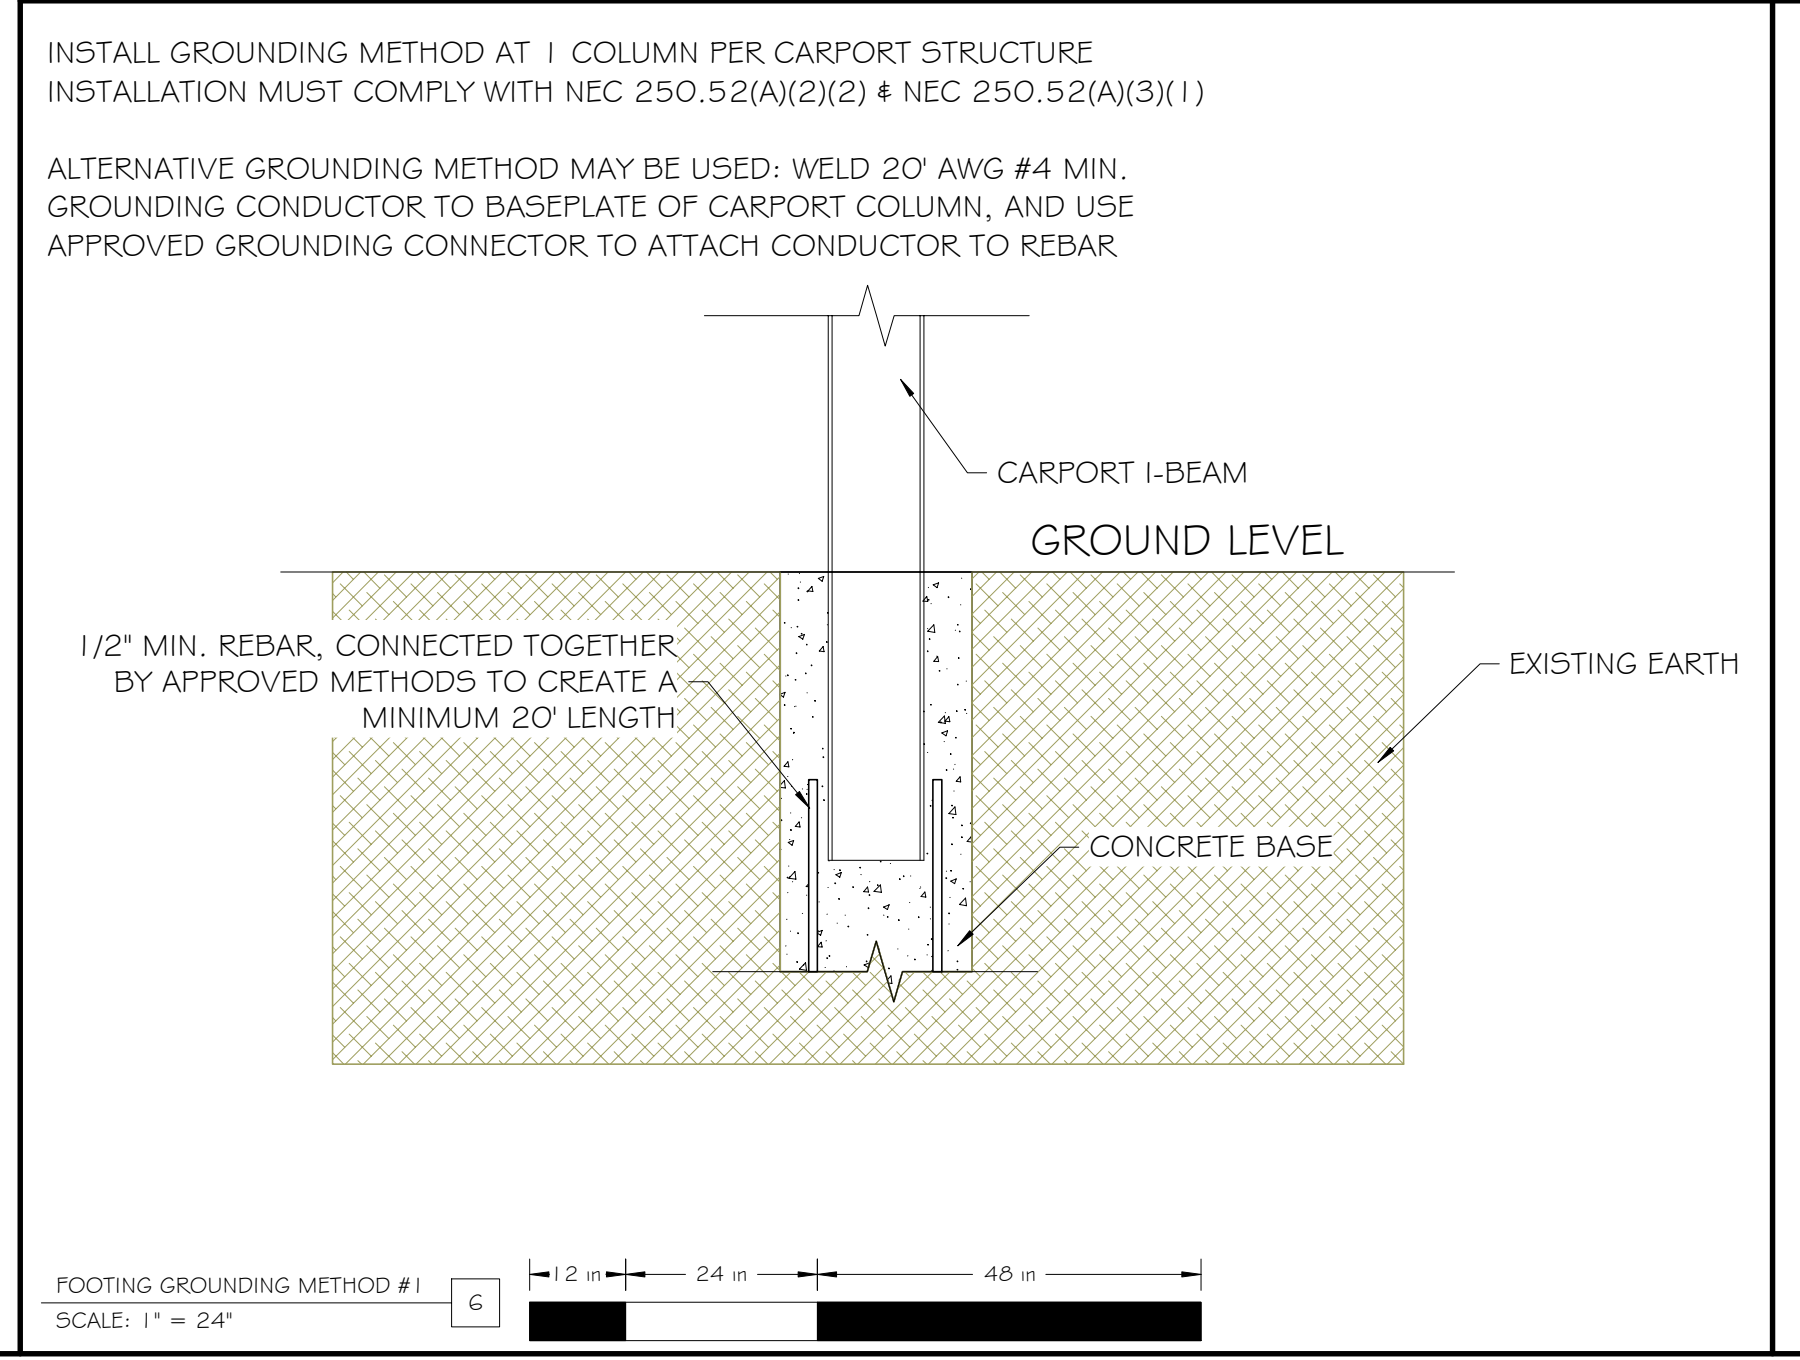 INSTALL GROUNDING METHOD AT 1 COLUMN PER CARPORT STRUCTURE
INSTALLATION MUST COMPLY WITH NEC 250.52(A)(2)(2) & NEC 250.52(A)(3)(1)
ALTERNATIVE GROUNDING METHOD MAY BE USED: WELD 20' AWG #4 MIN.
GROUNDING CONDUCTOR TO BASEPLATE OF CARPORT COLUMN, AND USE
APPROVED GROUNDING CONNECTOR TO ATTACH CONDUCTOR TO REBAR
CARPORT I-BEAM
GROUND LEVEL
1/2" MIN. REBAR, CONNECTED TOGETHER
BY APPROVED METHODS TO CREATE A
MINIMUM 20' LENGTH
EXISTING EARTH
CONCRETE BASE
FOOTING GROUNDING METHOD #1
SCALE: 1" = 24"
6
12 in
24 in
48 in